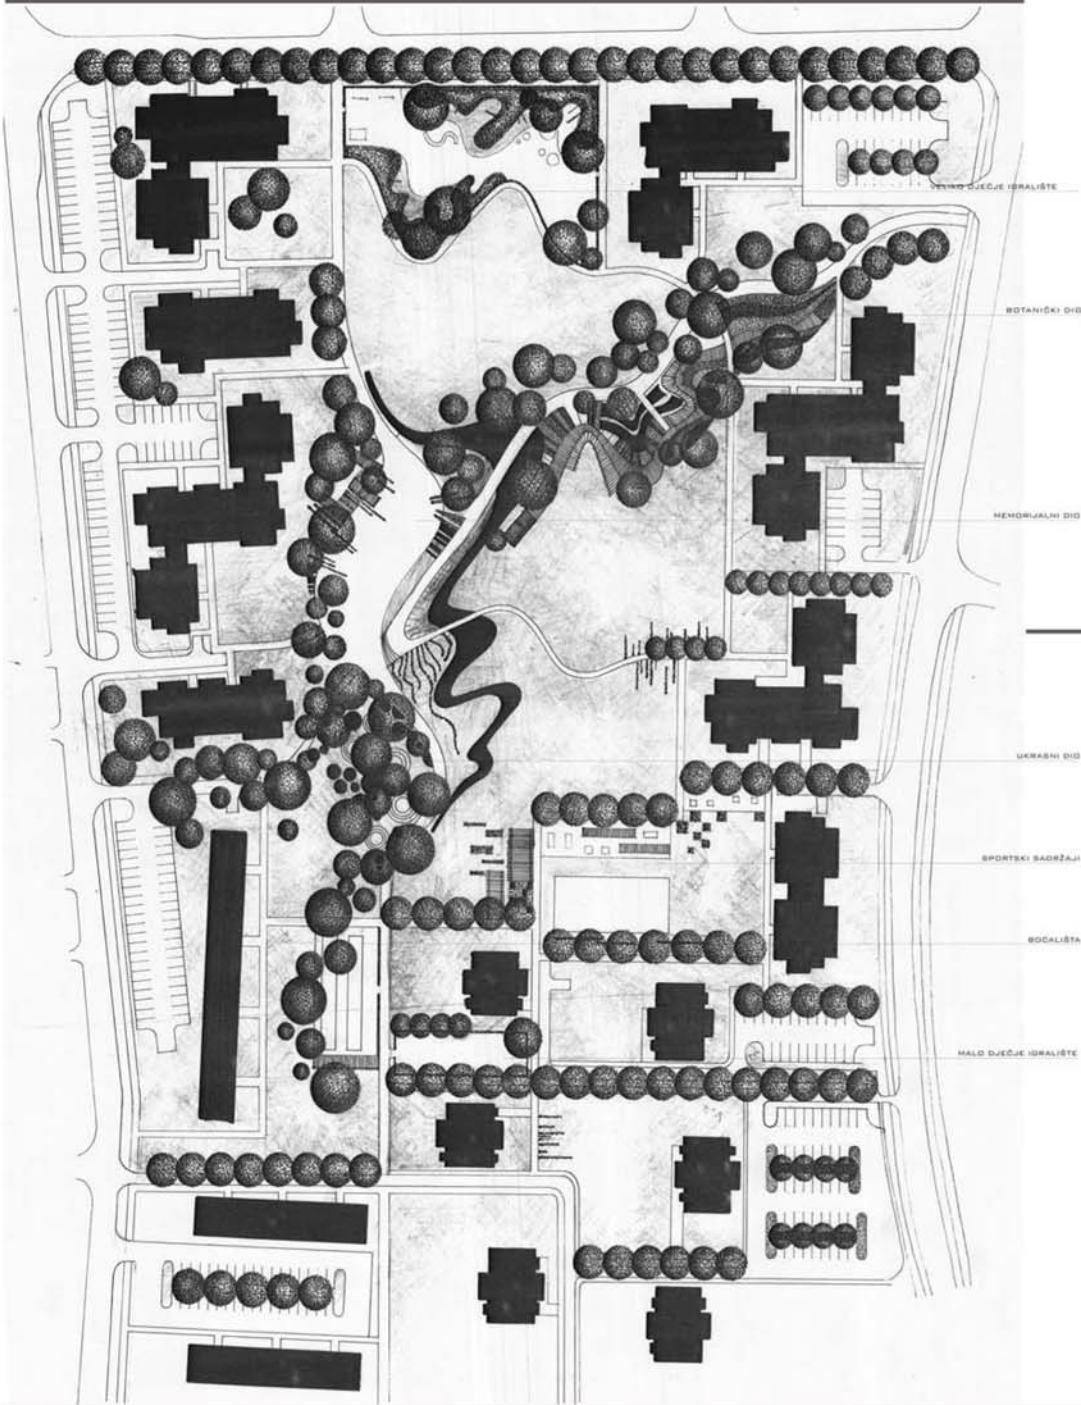 VELIKO DJEČJE IGRALIŠTE
BOTANIČKI DIO
MEMORIJALNI DIO
UKRASNI DIO
SPORTSKI SADRŽAJI
BOĆALIŠTA
MALO DJEČJE IGRALIŠTE